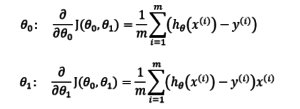 θ₀: ∂/∂θ₀ J(θ₀, θ₁) = 1/m ∑ᵢ₌₁ᵐ (h_θ(x⁽ⁱ⁾) − y⁽ⁱ⁾)
θ₁: ∂/∂θ₁ J(θ₀, θ₁) = 1/m ∑ᵢ₌₁ᵐ (h_θ(x⁽ⁱ⁾) − y⁽ⁱ⁾)x⁽ⁱ⁾